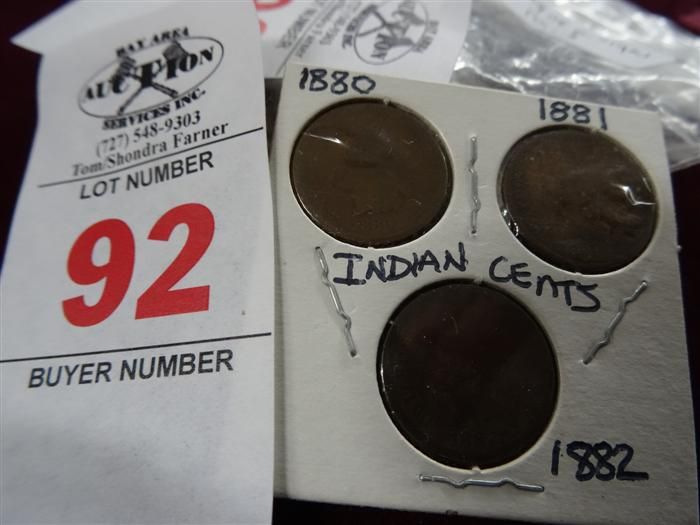 BAY AREA
AUCTION
SERVICES INC.
(727) 548-9303
Tom/Shondra Farner
LOT NUMBER
92
BUYER NUMBER
1880
1881
INDIAN CENTS
1882